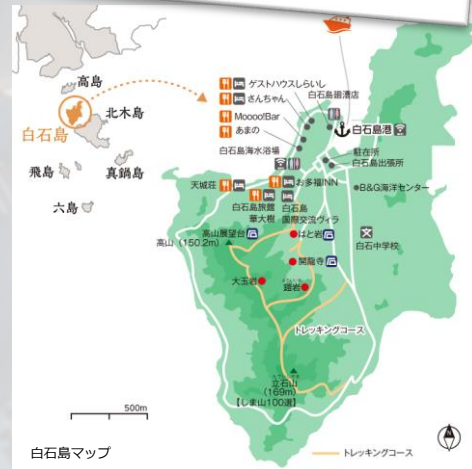 高島
北木島
白石島
飛島
真鍋島
六島
ゲストハウスしらいし
白石島廻漕店
さんちゃん
Moooo!Bar
あまの
白石島港
白石島海水浴場
駐在所
白石島出張所
B&G海洋センター
天城荘
お多福INN
白石島旅館
華大樹
白石島
国際交流ヴィラ
白石中学校
高山展望台
はと岩
高山(150.2m)
開龍寺
大玉岩
鎧岩
トレッキングコース
立石山
(169m)
【しま山100選】
500m
白石島マップ
トレッキングコース